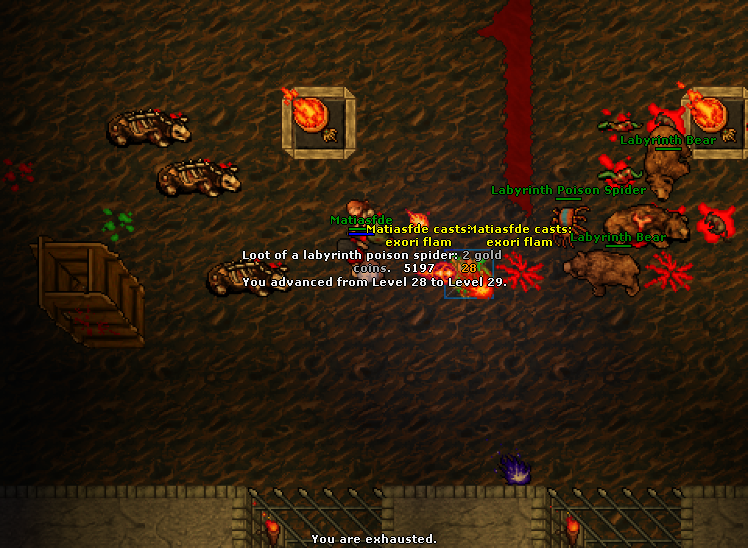 Labyrinth Bear
Labyrinth Poison Spider
Matiasfde
Matiasfde casts:
exori flam
Matiasfde casts:
exori flam
Labyrinth Bear
Loot of a labyrinth poison spider: 2 gold
coins.
5197
28
You advanced from Level 28 to Level 29.
You are exhausted.